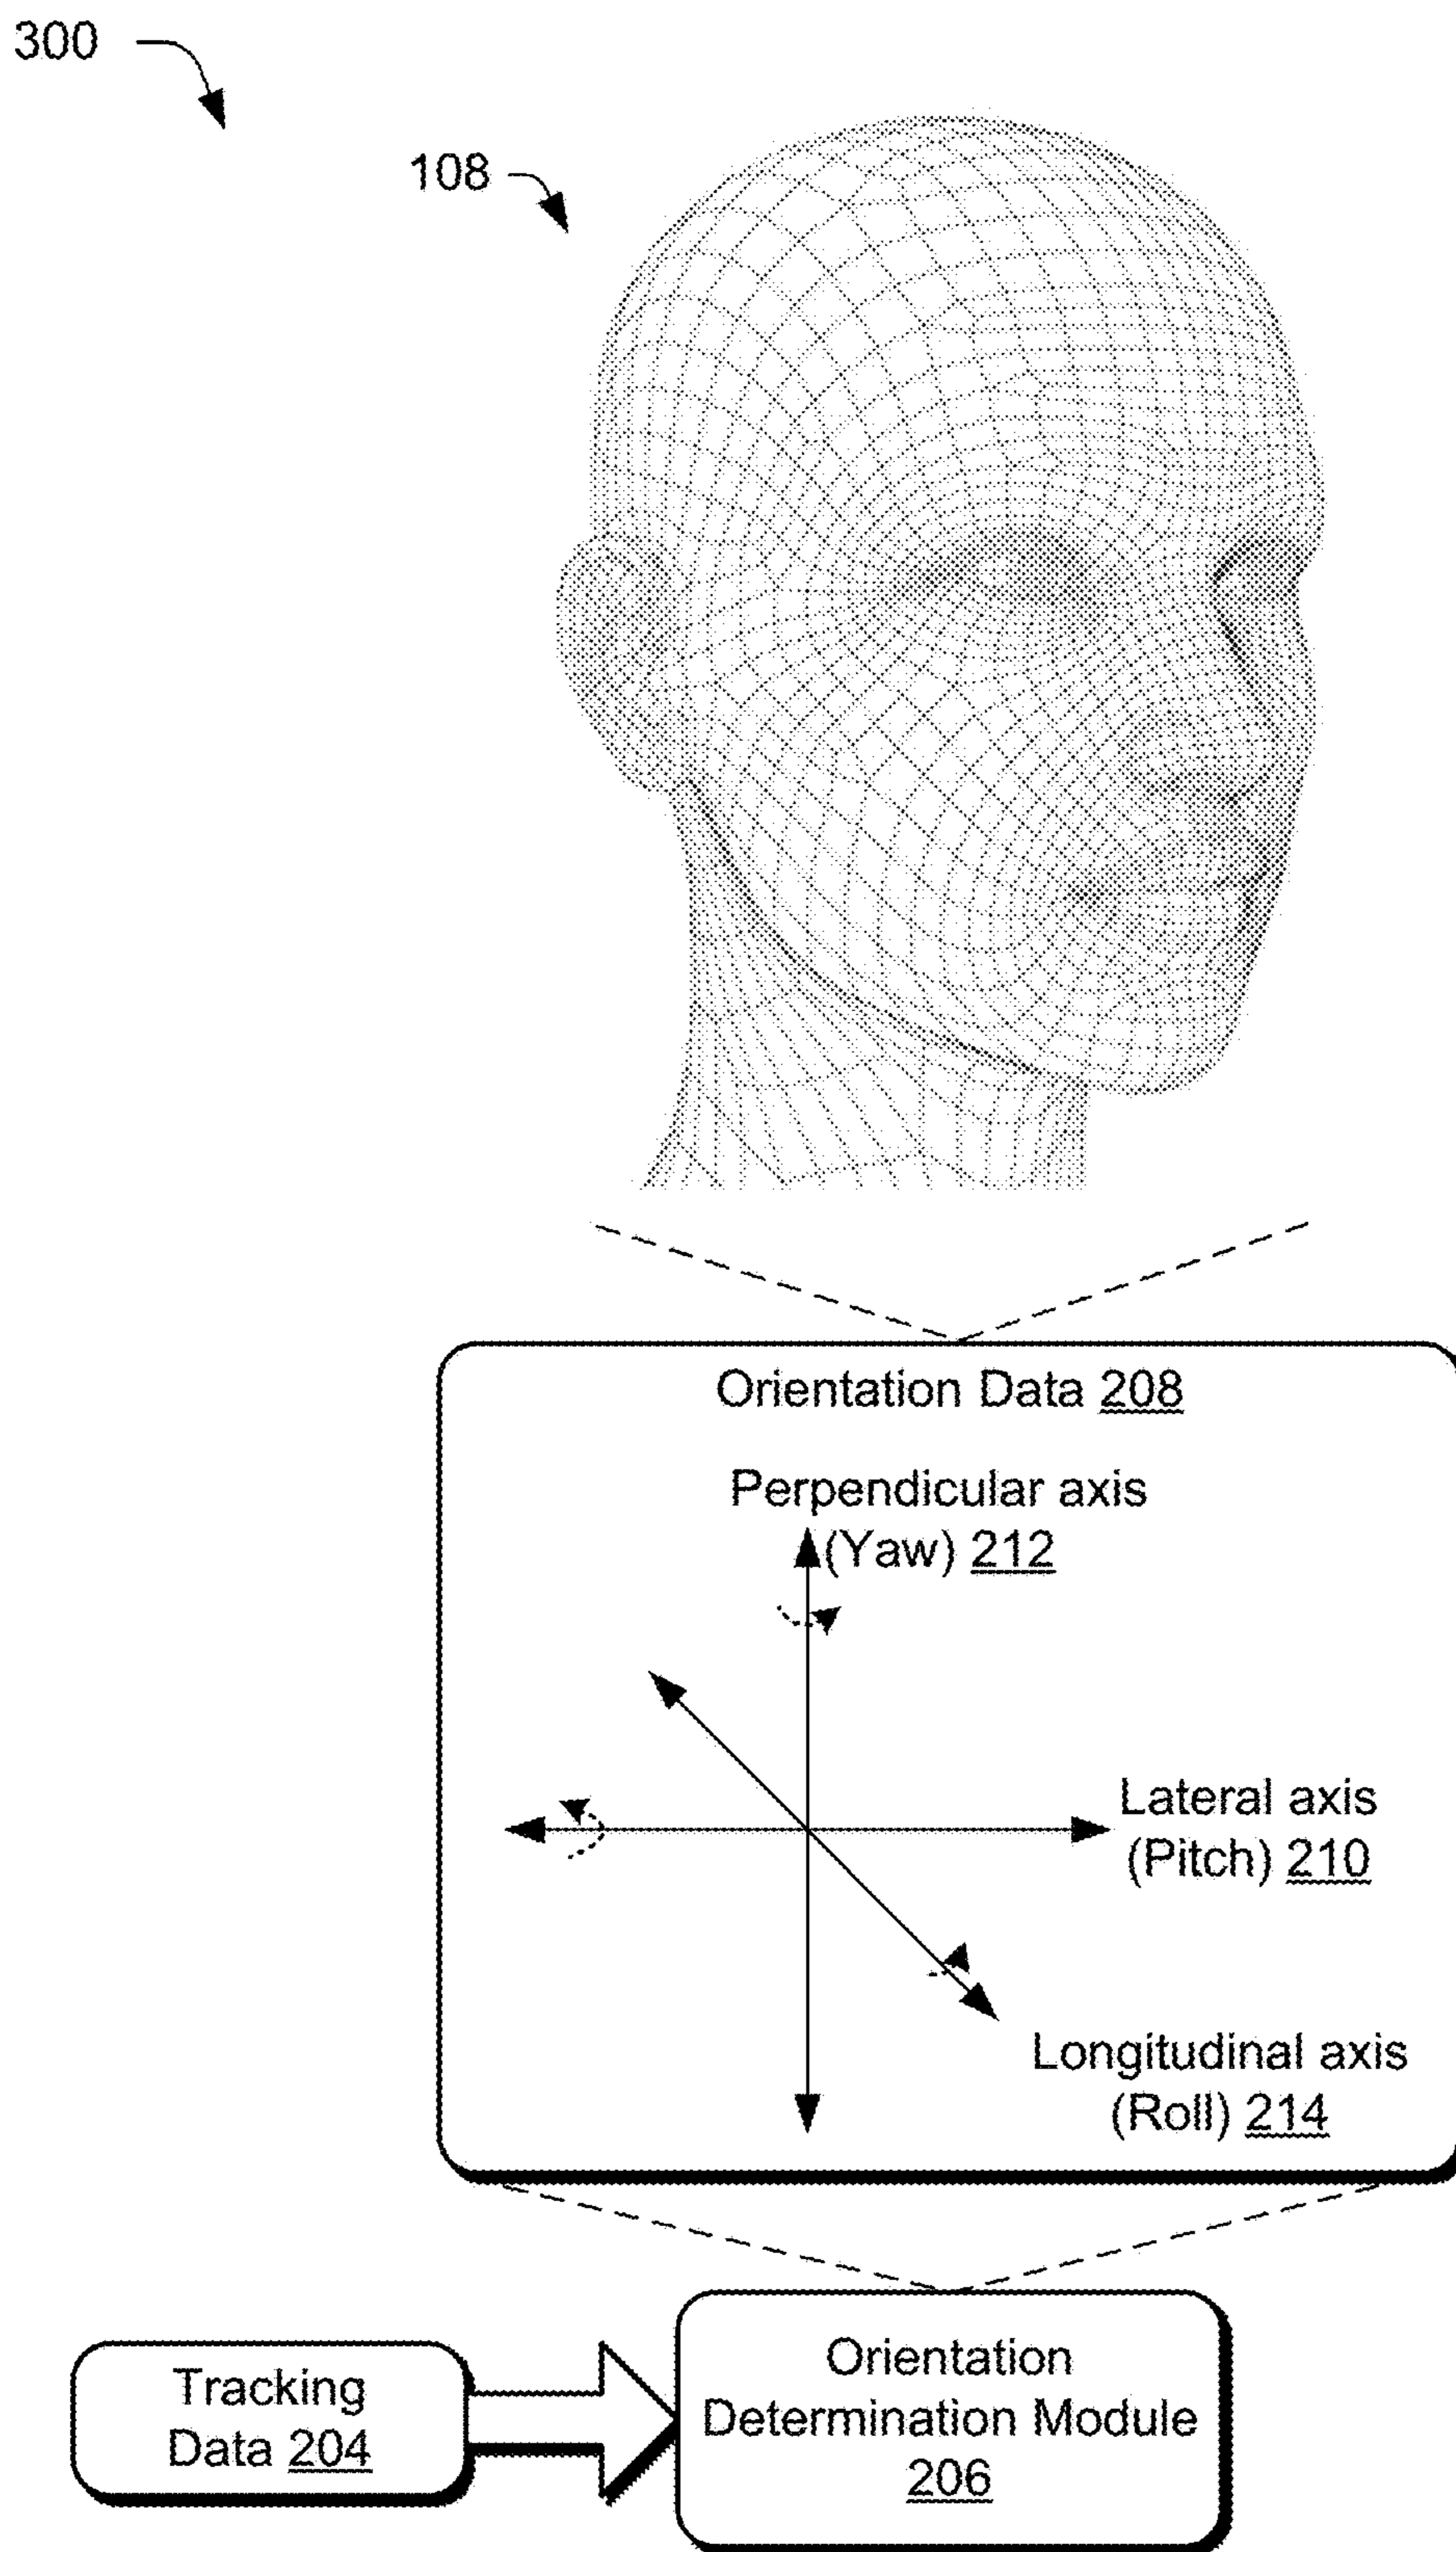 300
108
Orientation Data 208
Perpendicular axis
(Yaw) 212
Lateral axis
(Pitch) 210
Longitudinal axis
(Roll) 214
Tracking
Data 204
Orientation
Determination Module
206